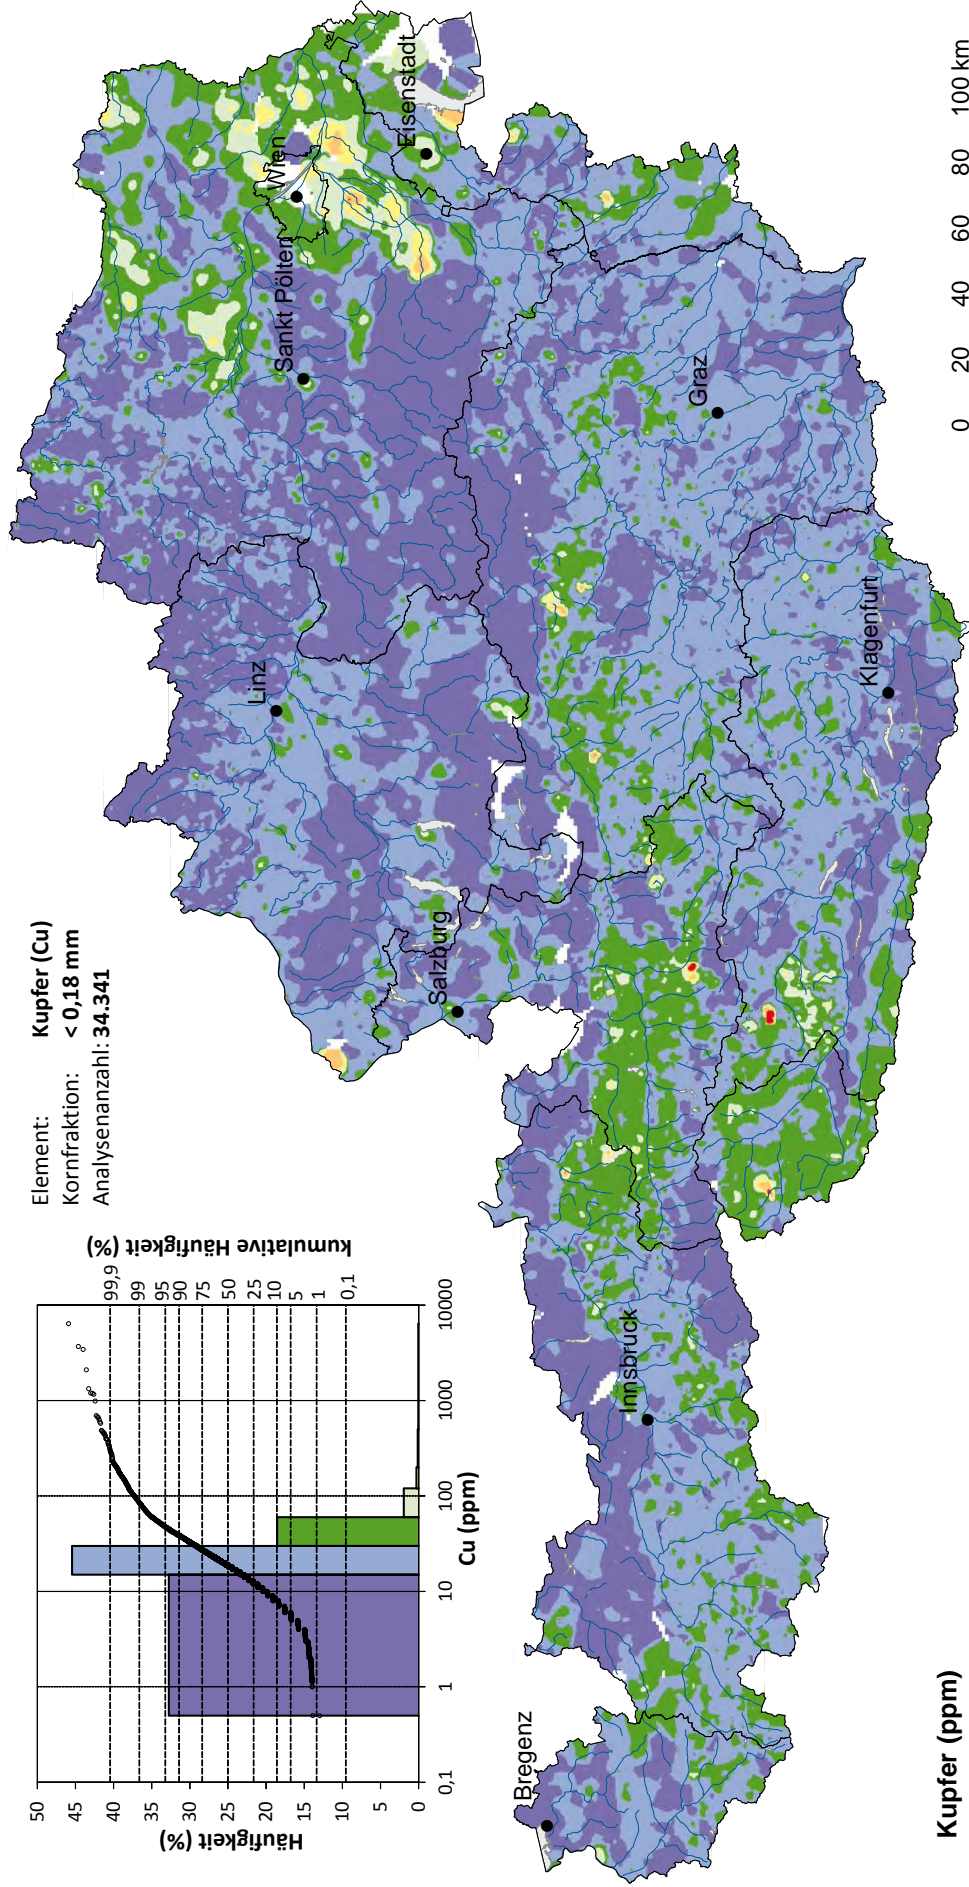 Element: Kupfer (Cu)
Kornfraktion: < 0,18 mm
Analysenanzahl: 34.341
Häufigkeit (%)
50
45
40
35
30
25
20
15
10
5
0
kumulative Häufigkeit (%)
99,9
99
95
90
75
50
25
10
5
1
0,1
0,1
1
10
100
1000
10000
Cu (ppm)
Bregenz
Innsbruck
Salzburg
Linz
Sankt Pölten
Wien
Eisenstadt
Graz
Klagenfurt
Kupfer (ppm)
0 20 40 60 80 100 km